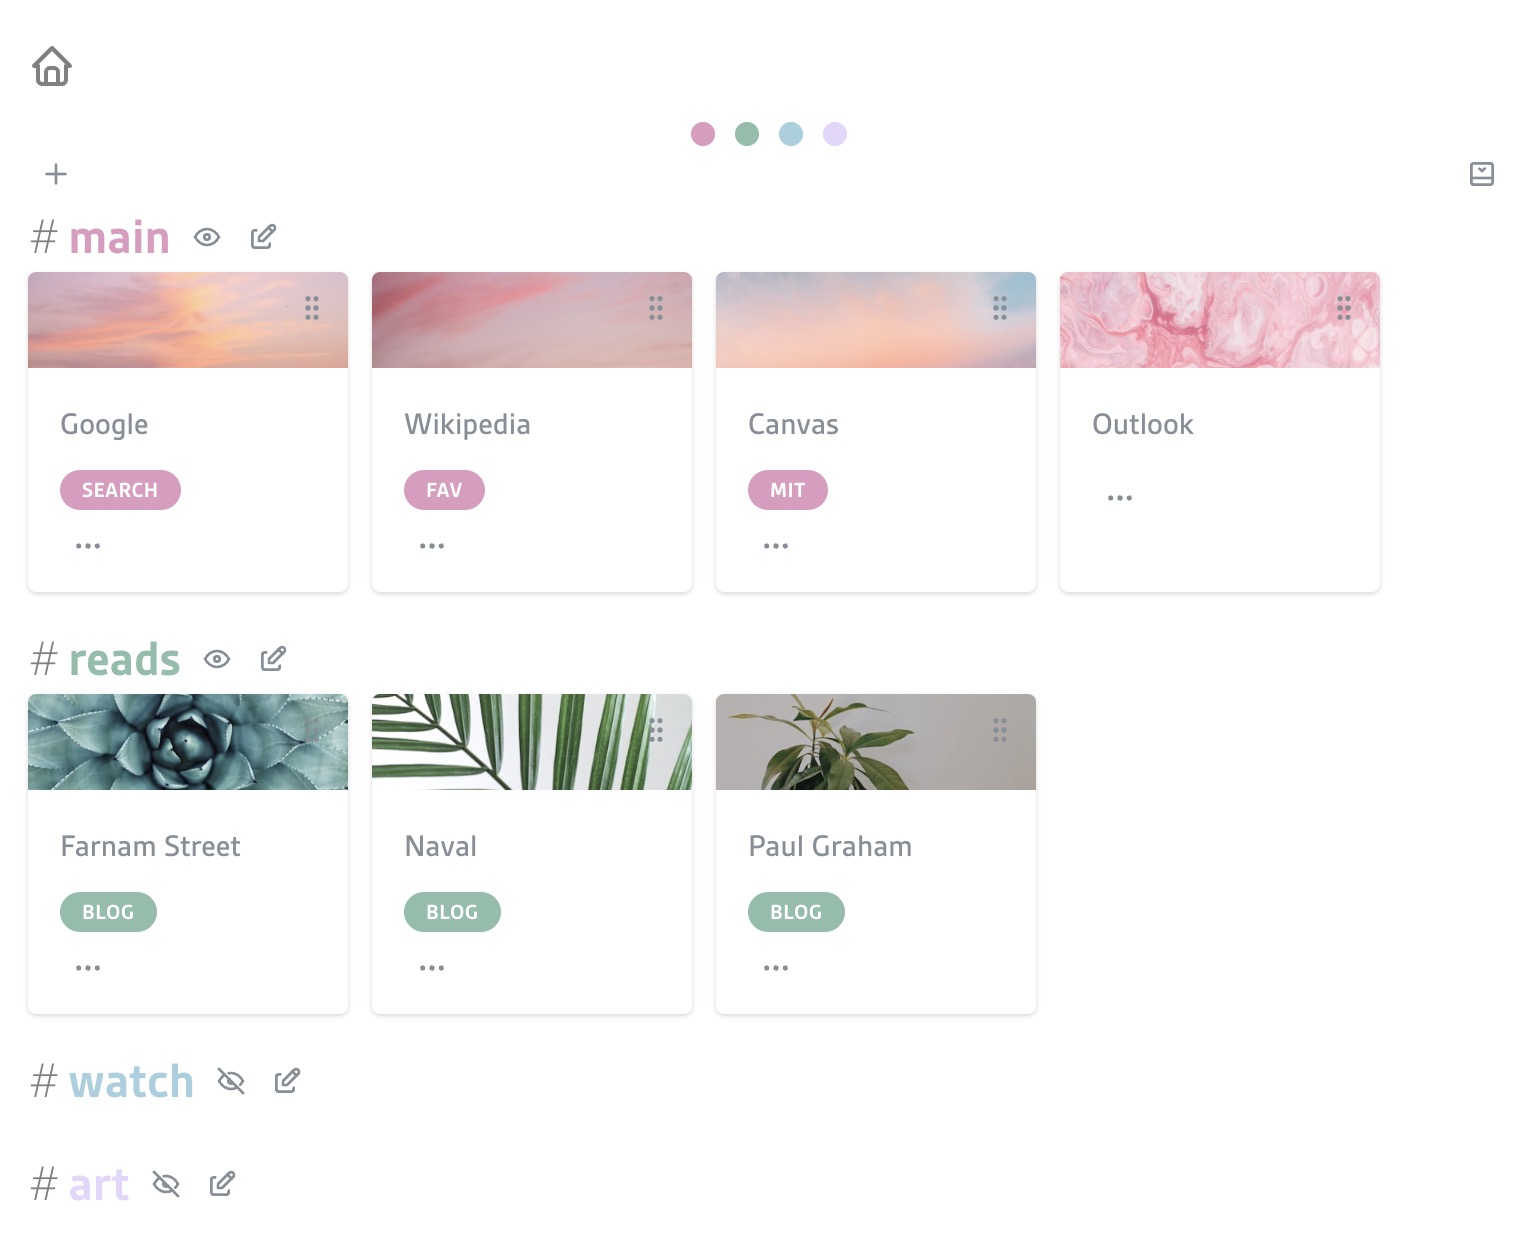 # main
Google
Wikipedia
Canvas
Outlook
SEARCH
FAV
MIT
# reads
Farnam Street
Naval
Paul Graham
BLOG
BLOG
BLOG
# watch
# art